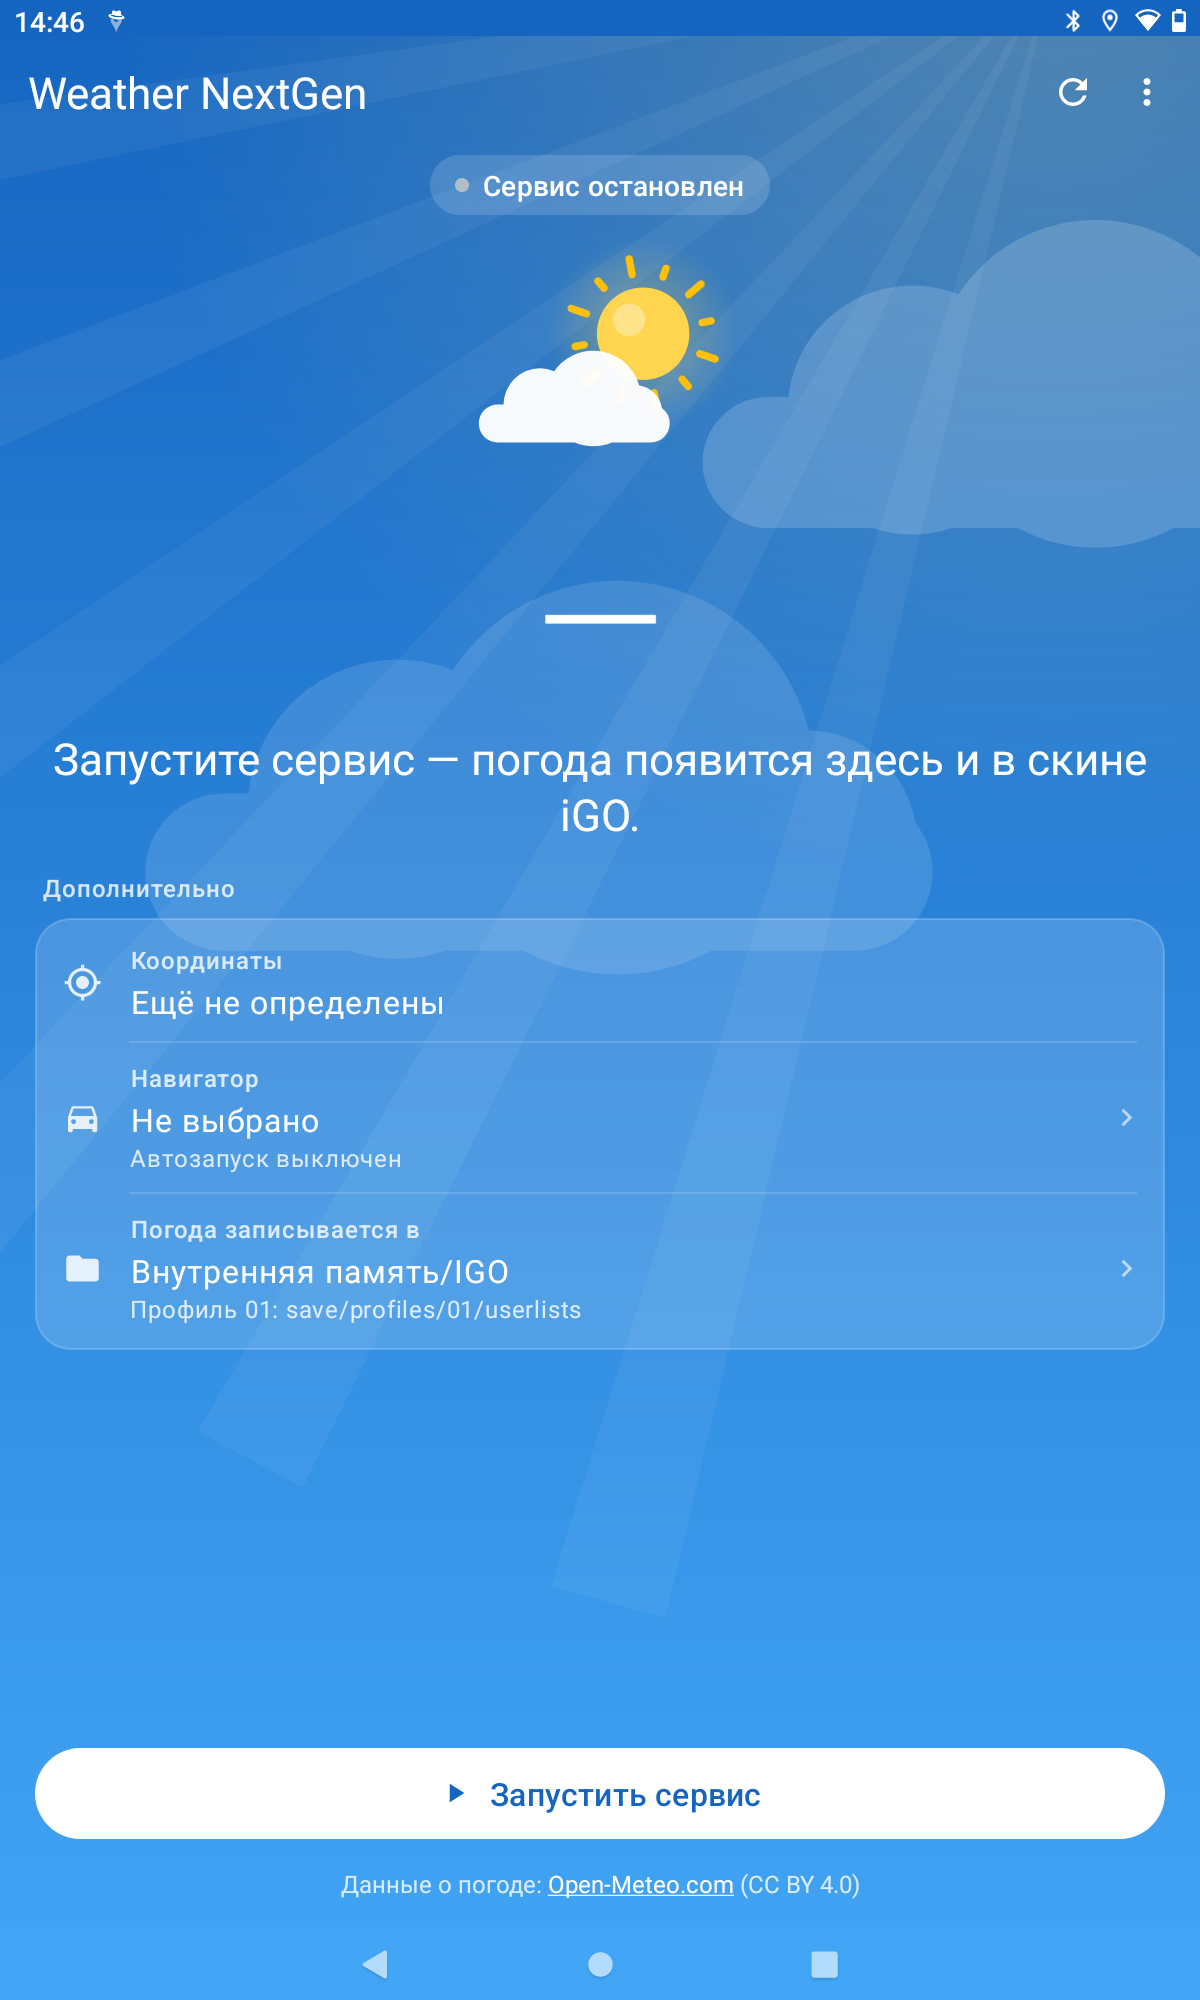 14:46
Weather NextGen
Сервис остановлен
—
Запустите сервис — погода появится здесь и в скине
iGO.
Дополнительно
Координаты
Ещё не определены
Навигатор
Не выбрано
Автозапуск выключен
Погода записывается в
Внутренняя память/IGO
Профиль 01: save/profiles/01/userlists
Запустить сервис
Данные о погоде: Open-Meteo.com (CC BY 4.0)